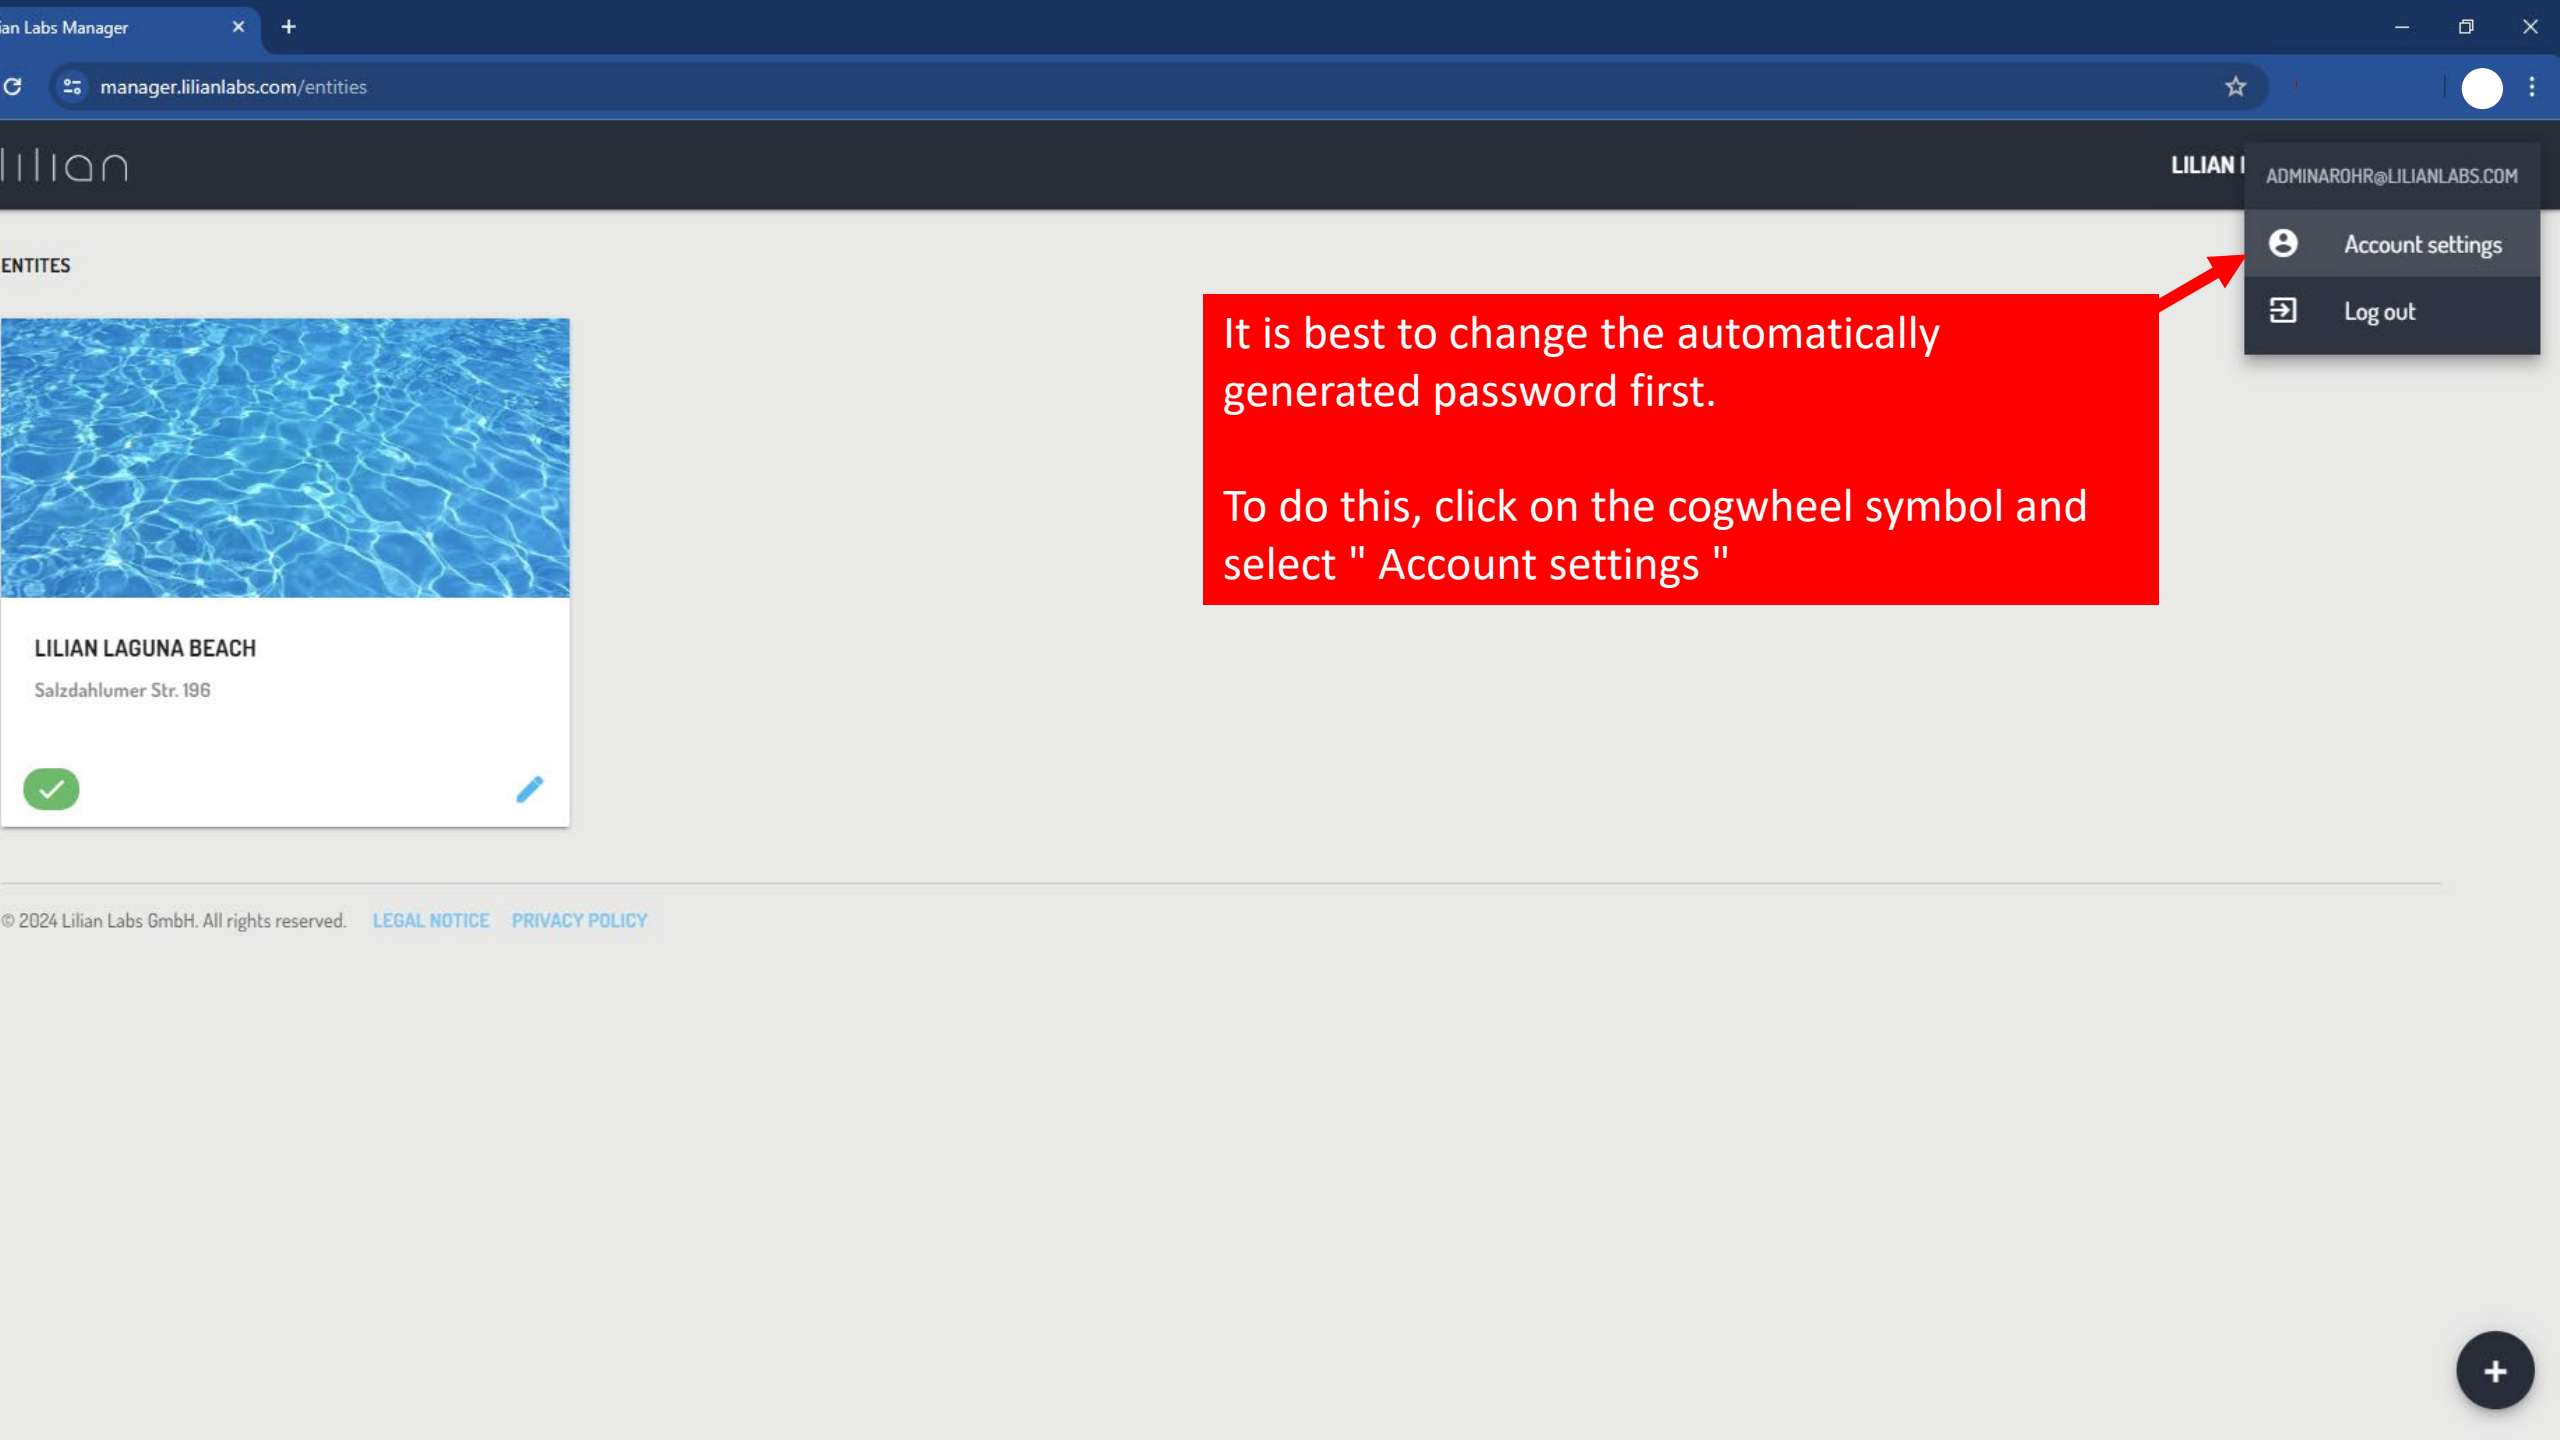 ian Labs Manager
manager.lilianlabs.com/entities
lilian
LILIAN
ADMINAROHR@LILIANLABS.COM
Account settings
Log out
ENTITES
It is best to change the automatically
generated password first.
To do this, click on the cogwheel symbol and
select " Account settings "
LILIAN LAGUNA BEACH
Salzdahlumer Str. 196
© 2024 Lilian Labs GmbH. All rights reserved. LEGAL NOTICE PRIVACY POLICY